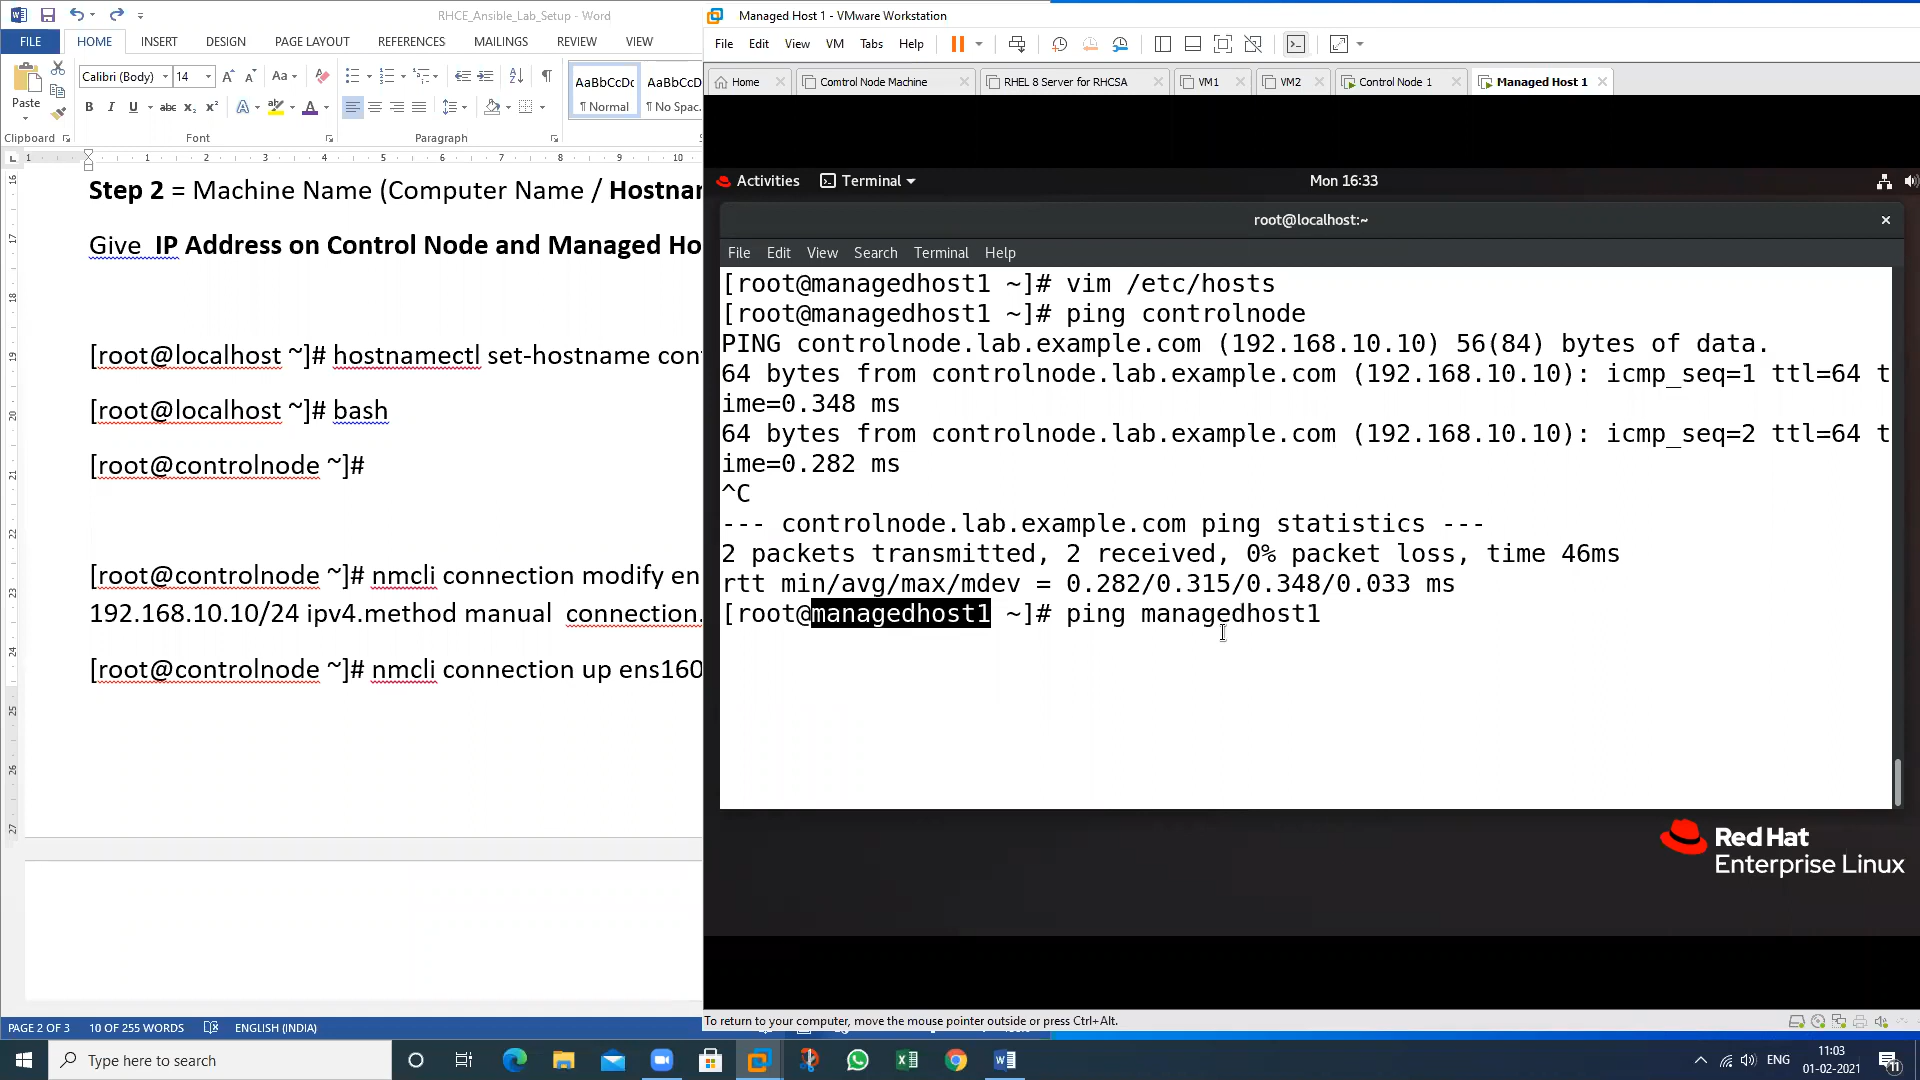 RHCE_Ansible_Lab_Setup - Word
FILE HOME INSERT DESIGN PAGE LAYOUT REFERENCES MAILINGS REVIEW VIEW
Paste
Calibri (Body) 14
AaBbCcDc
¶ Normal
AaBbCcD
¶ No Spac.
Clipboard Font Paragraph
Step 2 = Machine Name (Computer Name / Hostnar
Give IP Address on Control Node and Managed Ho
[root@localhost ~]# hostnamectl set-hostname con
[root@localhost ~]# bash
[root@controlnode ~]#
[root@controlnode ~]# nmcli connection modify en
192.168.10.10/24 ipv4.method manual connection.
[root@controlnode ~]# nmcli connection up ens160
PAGE 2 OF 3 10 OF 255 WORDS ENGLISH (INDIA)
Managed Host 1 - VMware Workstation
File Edit View VM Tabs Help
Home Comtrol Node Machine RHEL 8 Server for RHCSA VM1 VM2 Control Node 1 Managed Host 1
Activities Terminal Mon 16:33
root@localhost:~
File Edit View Search Terminal Help
[root@managedhost1 ~]# vim /etc/hosts
[root@managedhost1 ~]# ping controlnode
PING controlnode.lab.example.com (192.168.10.10) 56(84) bytes of data.
64 bytes from controlnode.lab.example.com (192.168.10.10): icmp_seq=1 ttl=64 t
ime=0.348 ms
64 bytes from controlnode.lab.example.com (192.168.10.10): icmp_seq=2 ttl=64 t
ime=0.282 ms
^C
--- controlnode.lab.example.com ping statistics ---
2 packets transmitted, 2 received, 0% packet loss, time 46ms
rtt min/avg/max/mdev = 0.282/0.315/0.348/0.033 ms
[root@managedhost1 ~]# ping managedhost1
Red Hat
Enterprise Linux
To return to your computer, move the mouse pointer outside or press Ctrl+Alt.
Type here to search
ENG
11:03
01-02-2021
11